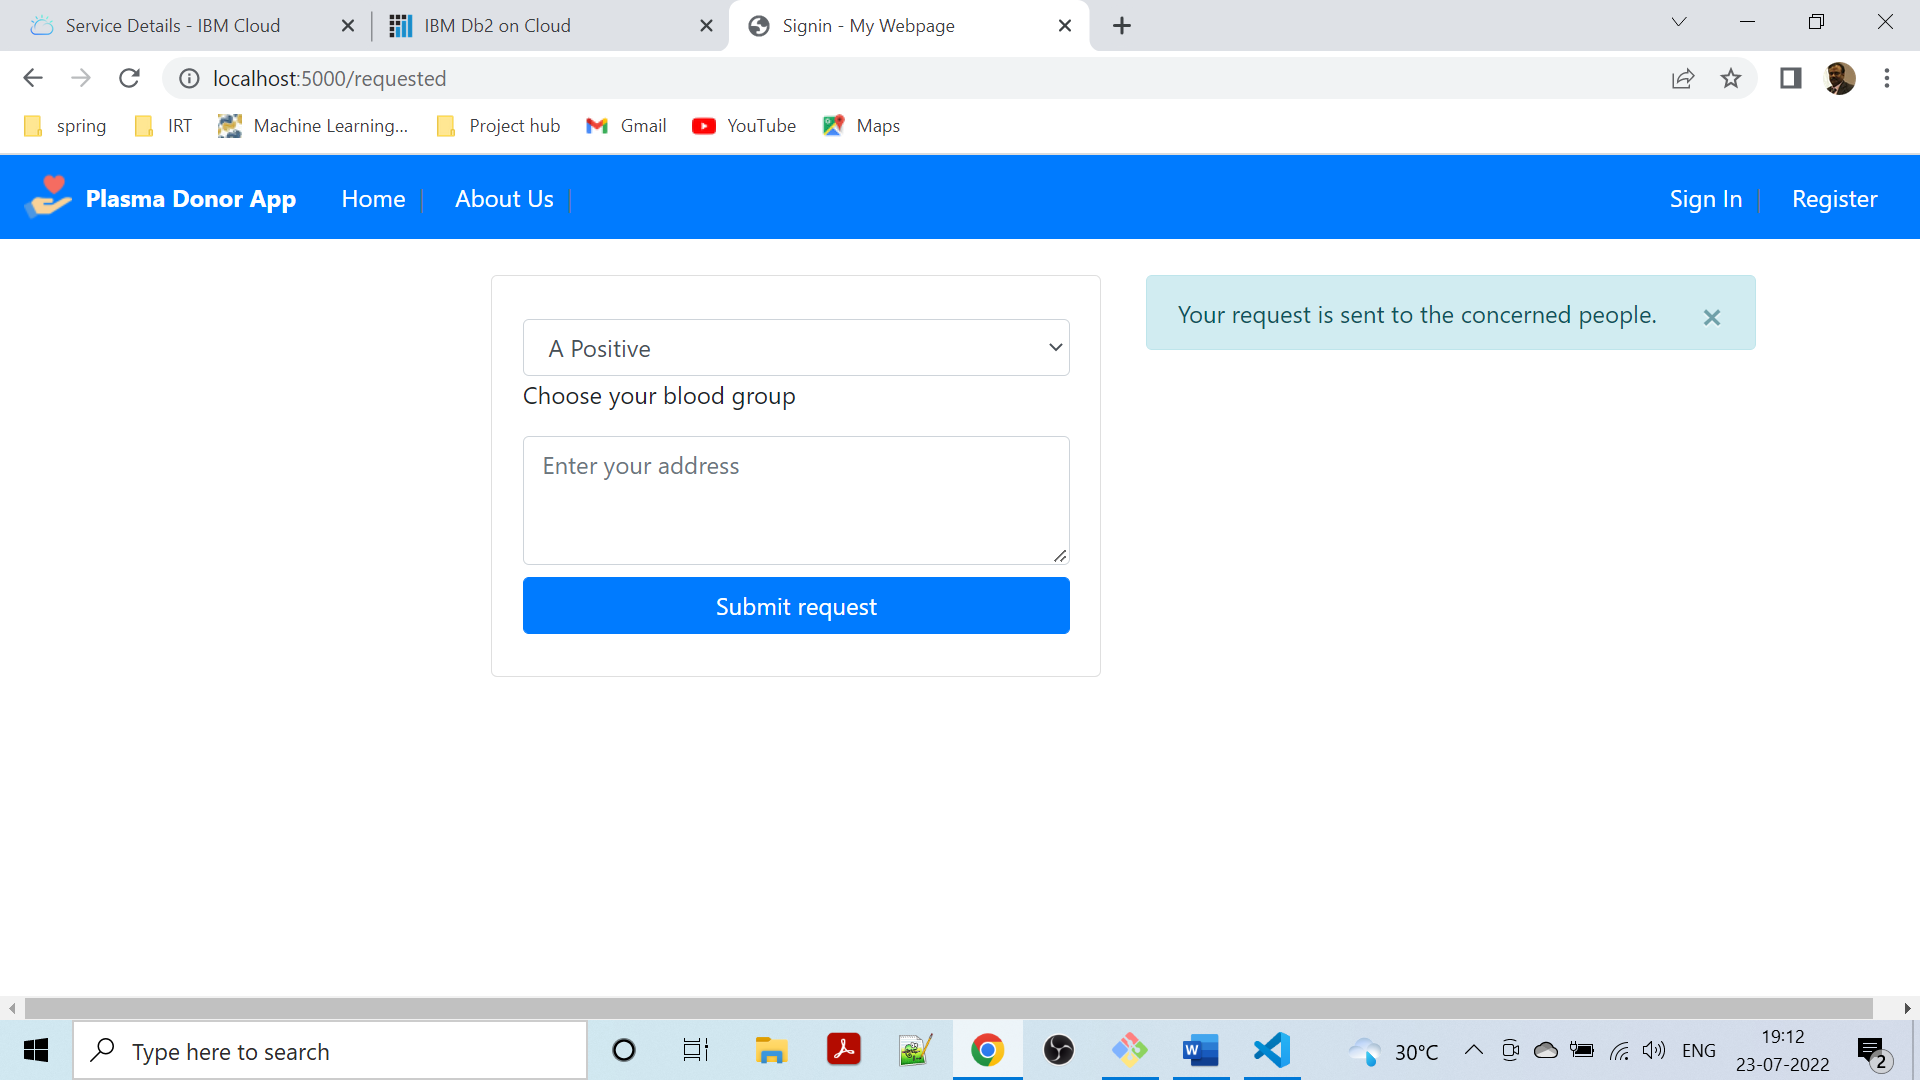 Service Details - IBM Cloud
IBM Db2 on Cloud
Signin - My Webpage
localhost:5000/requested
spring
IRT
Machine Learning...
Project hub
Gmail
YouTube
Maps
Plasma Donor App
Home
About Us
Sign In
Register
A Positive
Choose your blood group
Enter your address
Submit request
Your request is sent to the concerned people.
Type here to search
W
30°C
ENG
19:12
23-07-2022
2